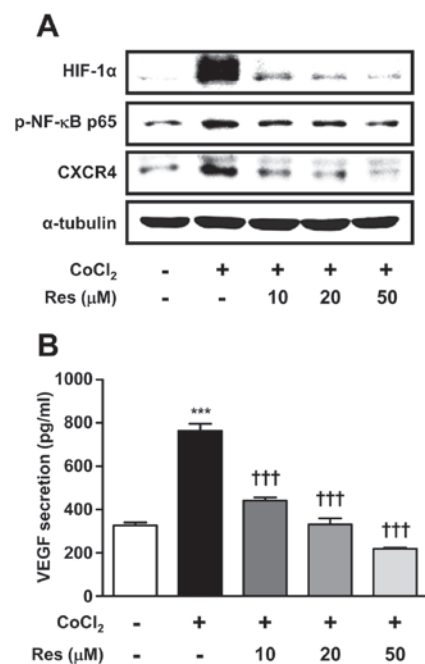 A
HIF-1α
p-NF-κB p65
CXCR4
α-tubulin
CoCl₂ - + + + +
Res (μM) - - 10 20 50
B
VEGF secretion (pg/ml)
1000
800
600
400
200
0
***
†††
†††
†††
CoCl₂ - + + + +
Res (μM) - - 10 20 50